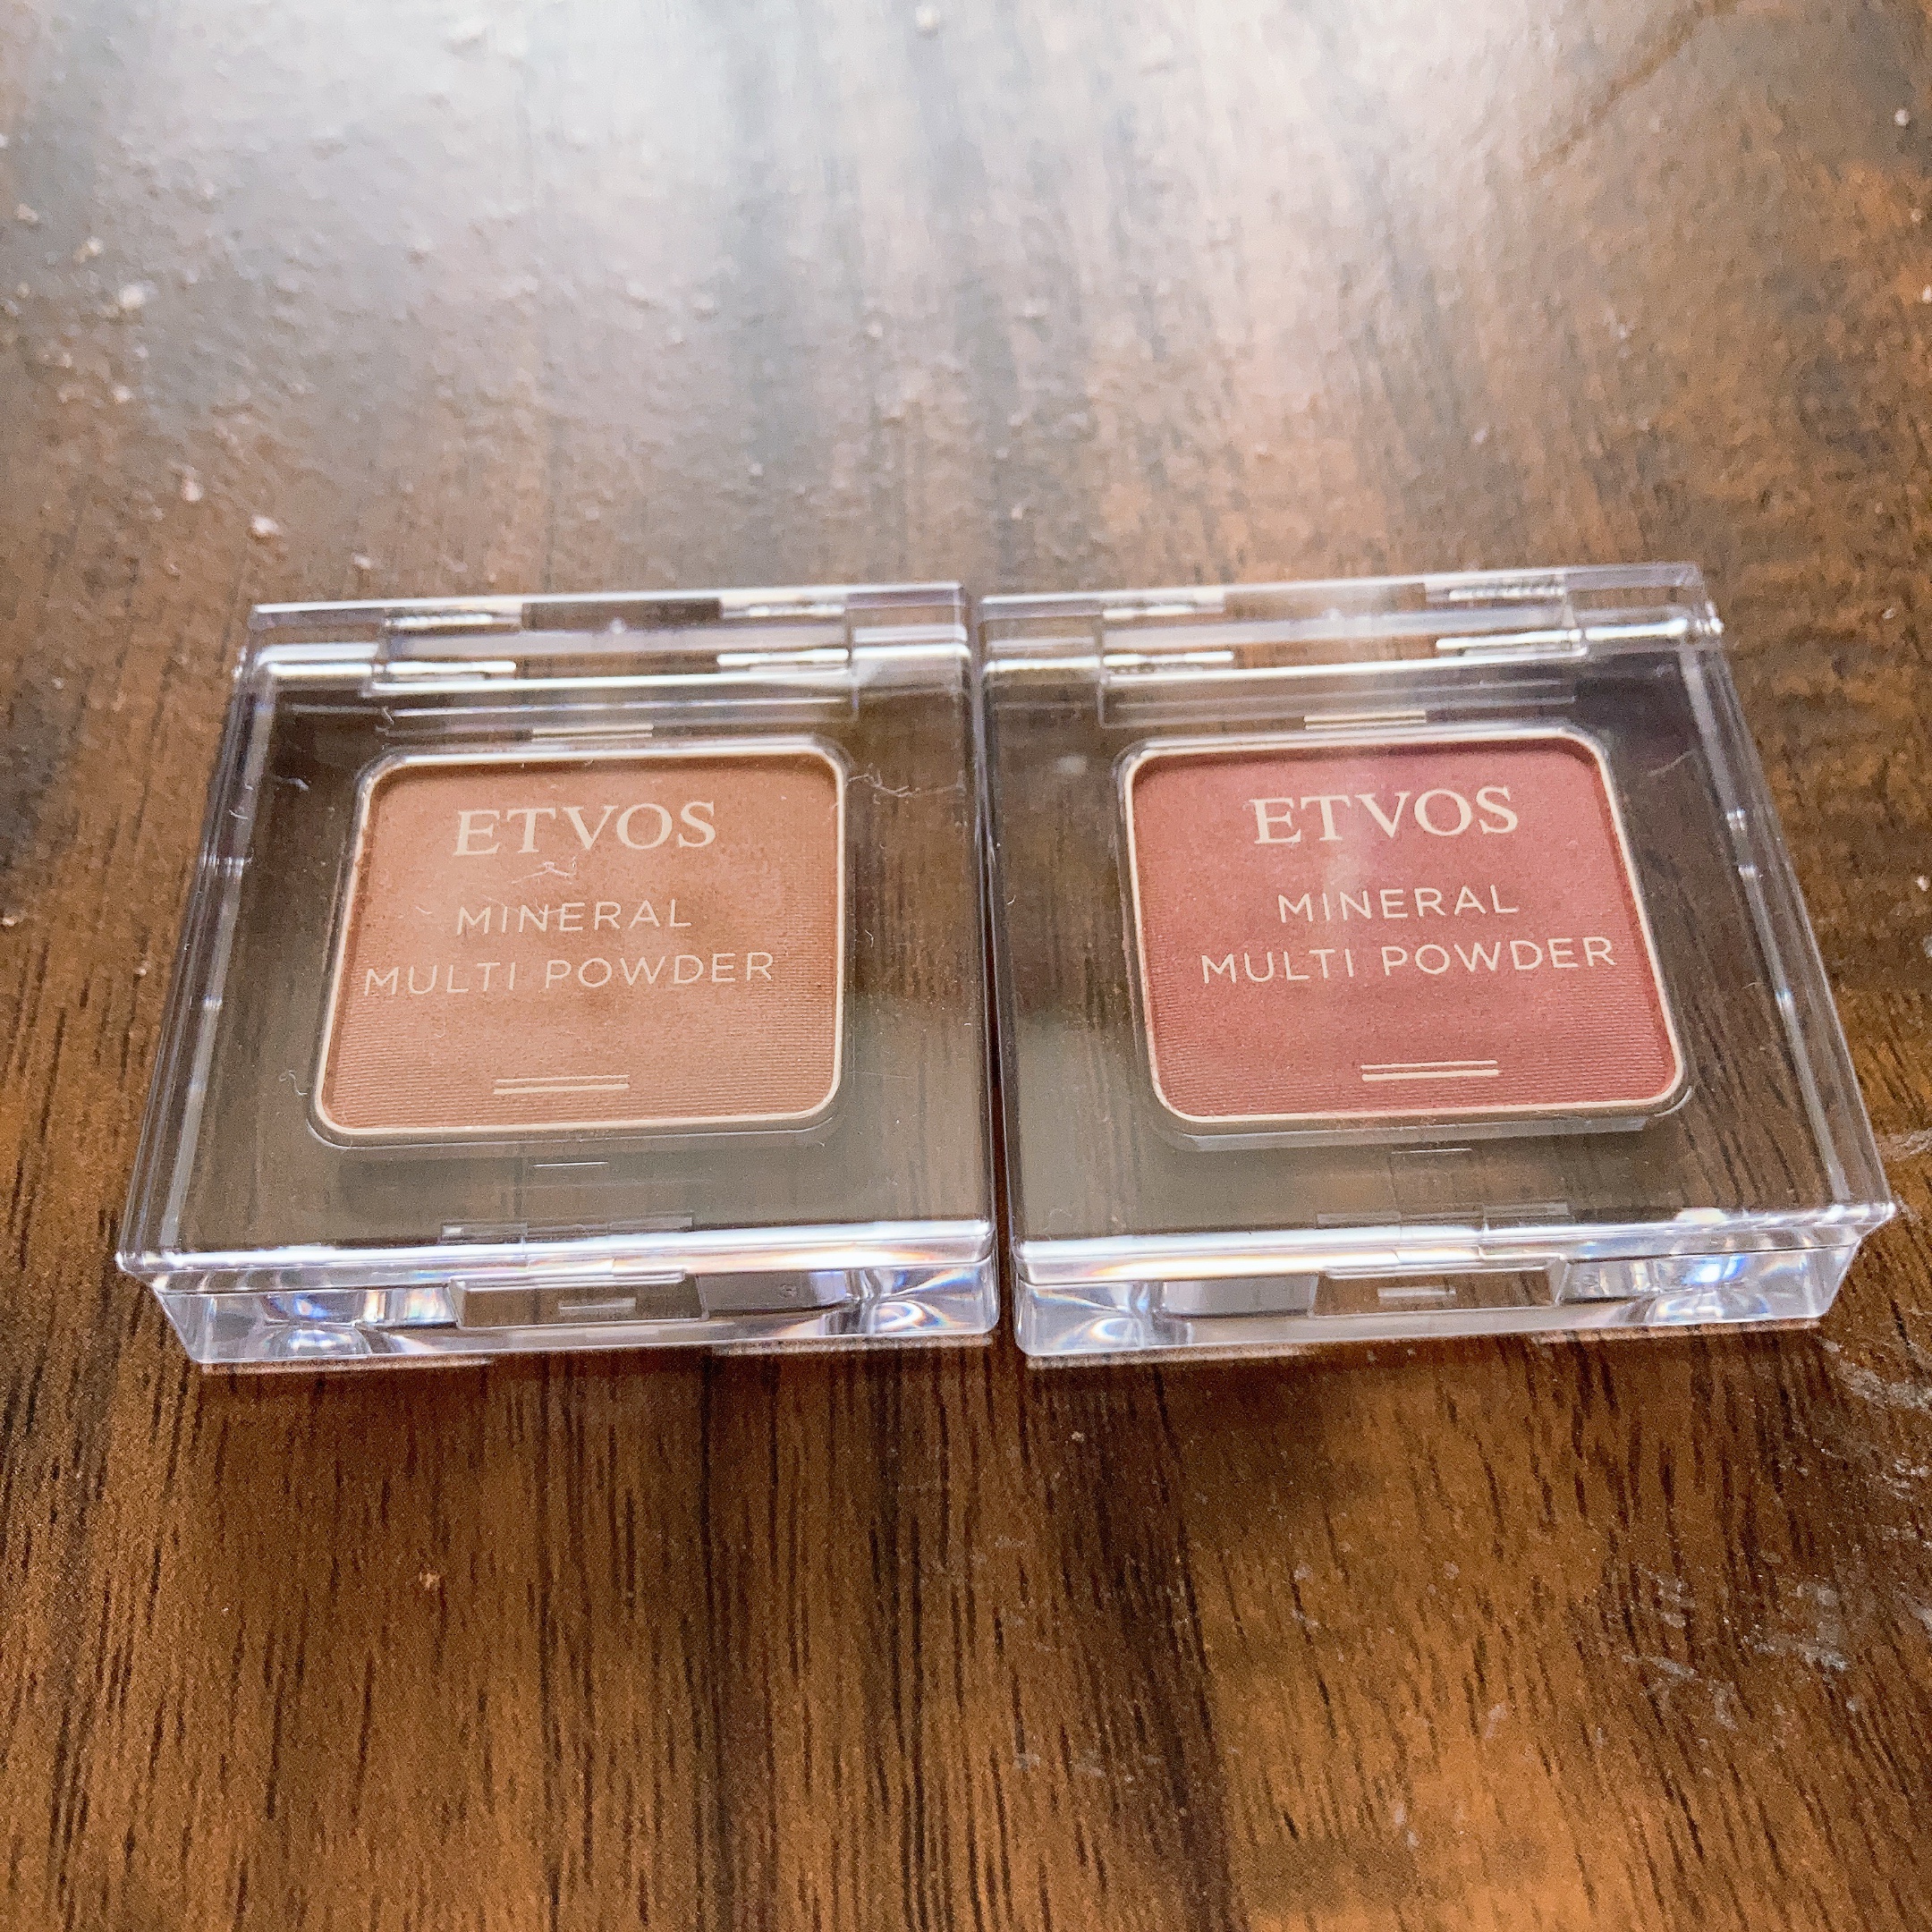 ETVOS
MINERAL
MULTI POWDER
ETVOS
MINERAL
MULTI POWDER